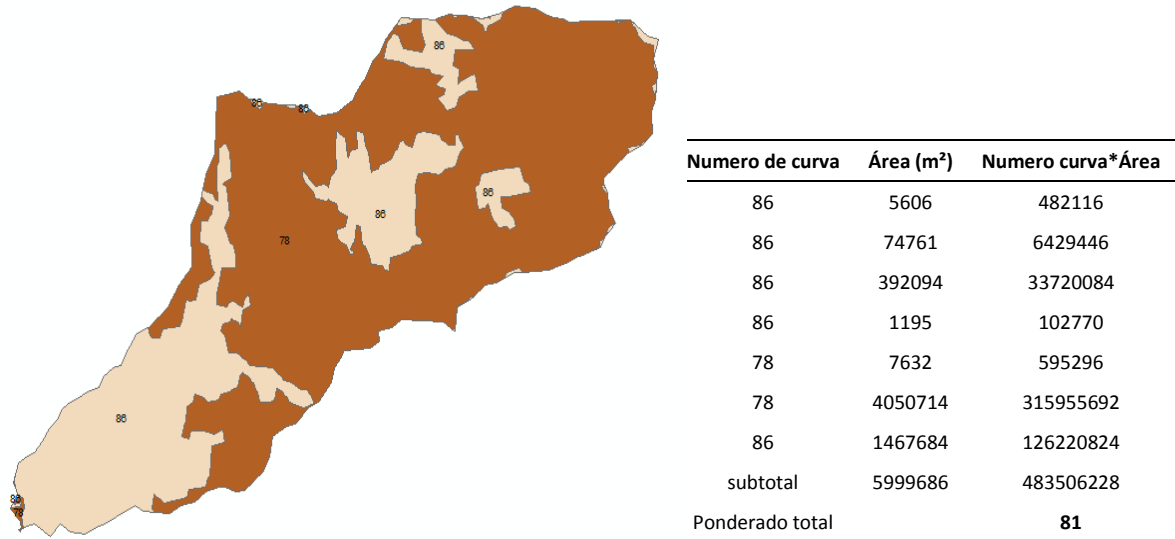 86
86 86
86
86
78
86
86
78
Numero de curva Área (m²) Numero curva*Área
86 5606 482116
86 74761 6429446
86 392094 33720084
86 1195 102770
78 7632 595296
78 4050714 315955692
86 1467684 126220824
subtotal 5999686 483506228
Ponderado total 81